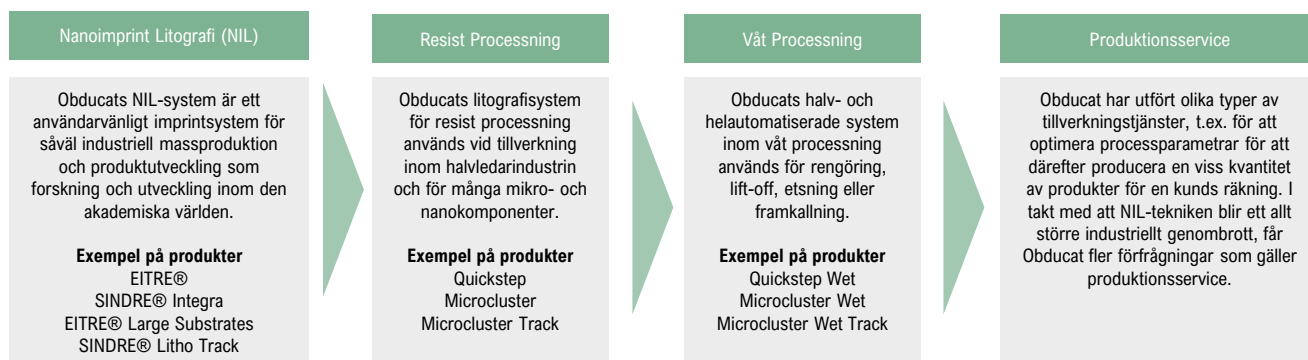 Nanoimprint Litografi (NIL)
Obducats NIL-system är ett
användarvänligt imprintsystem för
såväl industriell massproduktion
och produktutveckling som
forskning och utveckling inom den
akademiska världen.
Exempel på produkter
EITRE®
SINDRE® Integra
EITRE® Large Substrates
SINDRE® Litho Track
Resist Processning
Obducats litografisystem
för resist processning
används vid tillverkning
inom halvledarindustrin
och för många mikro- och
nanokomponenter.
Exempel på produkter
Quickstep
Microcluster
Microcluster Track
Våt Processning
Obducats halv- och
helautomatiserade system
inom våt processning
används för rengöring,
lift-off, etsning eller
framkallning.
Exempel på produkter
Quickstep Wet
Microcluster Wet
Microcluster Wet Track
Produktionsservice
Obducat har utfört olika typer av
tillverkningstjänster, t.ex. för att
optimera processparametrar för att
därefter producera en viss kvantitet
av produkter för en kunds räkning. I
takt med att NIL-tekniken blir ett allt
större industriellt genombrott, får
Obducat fler förfrågningar som gäller
produktionsservice.